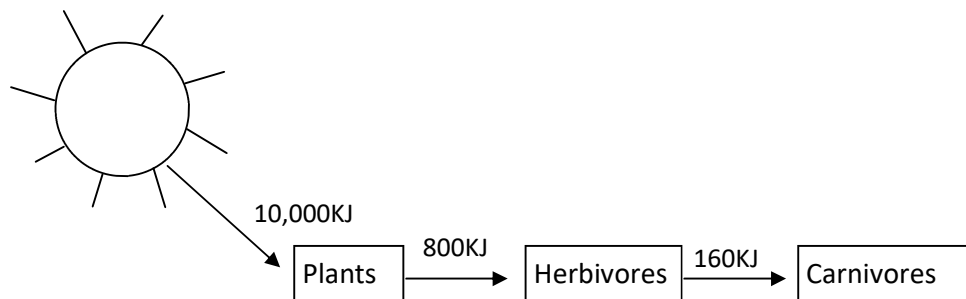 10,000KJ
800KJ
160KJ
Plants
Herbivores
Carnivores